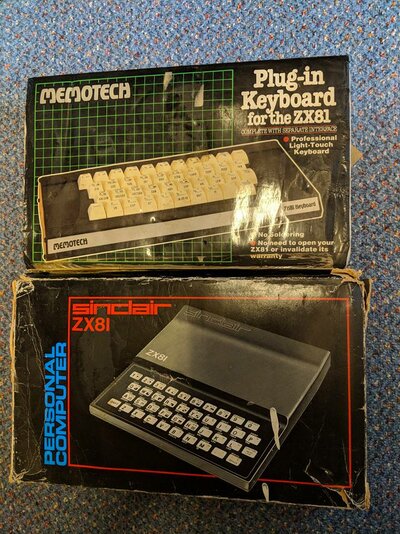 MEMOTECH
Plug-in
Keyboard
for the ZX81
COMPLETE WITH SEPARATE INTERFACE
Professional
Light-Touch
Keyboard
MEMOTECH
Keyboard
No Soldering
No need to open your
ZX81 or invalidate its
warranty
sinclair
ZX81
PERSONAL
COMPUTER
sinclair
ZX81